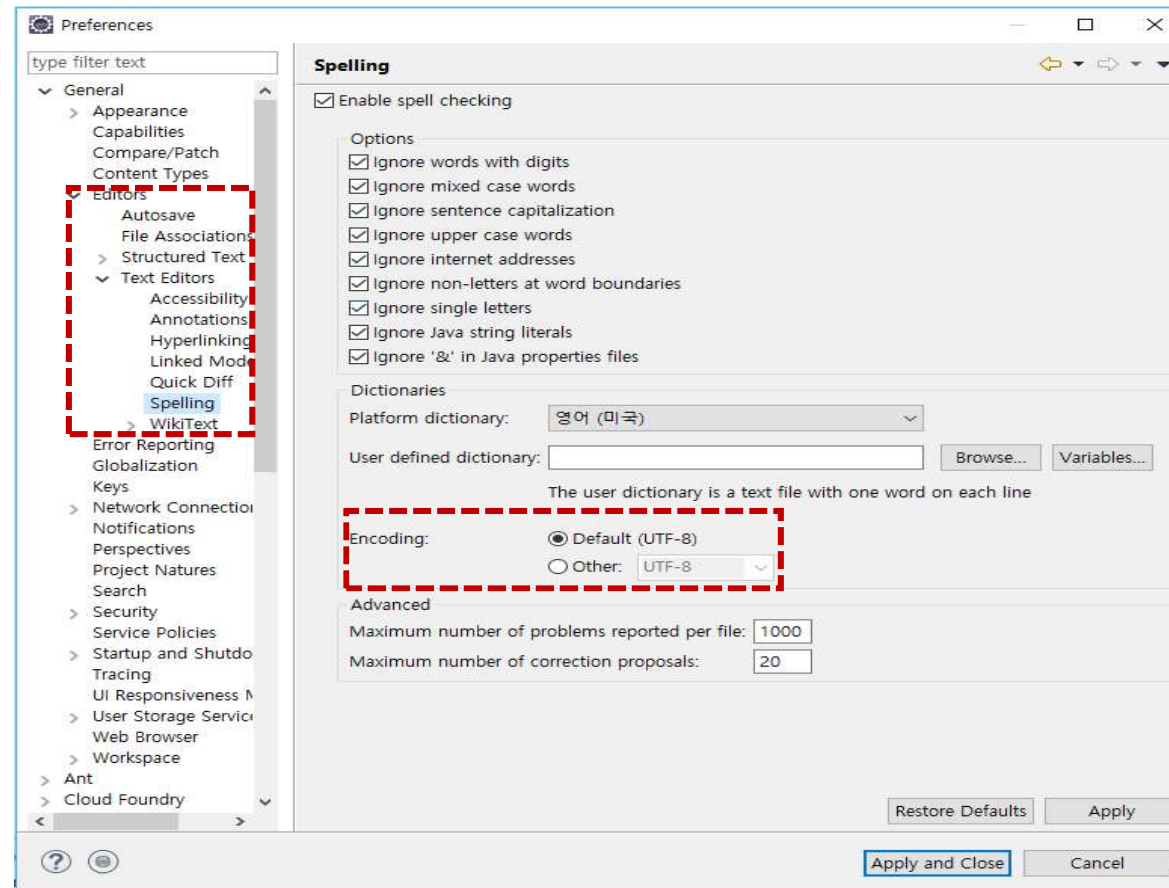 Preferences
type filter text
General
Appearance
Capabilities
Compare/Patch
Content Types
Editors
Autosave
File Associations
Structured Text
Text Editors
Accessibility
Annotations
Hyperlinking
Linked Mode
Quick Diff
Spelling
WikiText
Error Reporting
Globalization
Keys
Network Connectio
Notifications
Perspectives
Project Natures
Search
Security
Service Policies
Startup and Shutdo
Tracing
UI Responsiveness M
User Storage Servic
Web Browser
Workspace
Ant
Cloud Foundry
Spelling
Enable spell checking
Options
Ignore words with digits
Ignore mixed case words
Ignore sentence capitalization
Ignore upper case words
Ignore internet addresses
Ignore non-letters at word boundaries
Ignore single letters
Ignore Java string literals
Ignore '&' in Java properties files
Dictionaries
Platform dictionary: 영어 (미국)
User defined dictionary: Browse... Variables...
The user dictionary is a text file with one word on each line
Encoding: Default (UTF-8)
Other: UTF-8
Advanced
Maximum number of problems reported per file: 1000
Maximum number of correction proposals: 20
Restore Defaults Apply
? Apply and Close Cancel